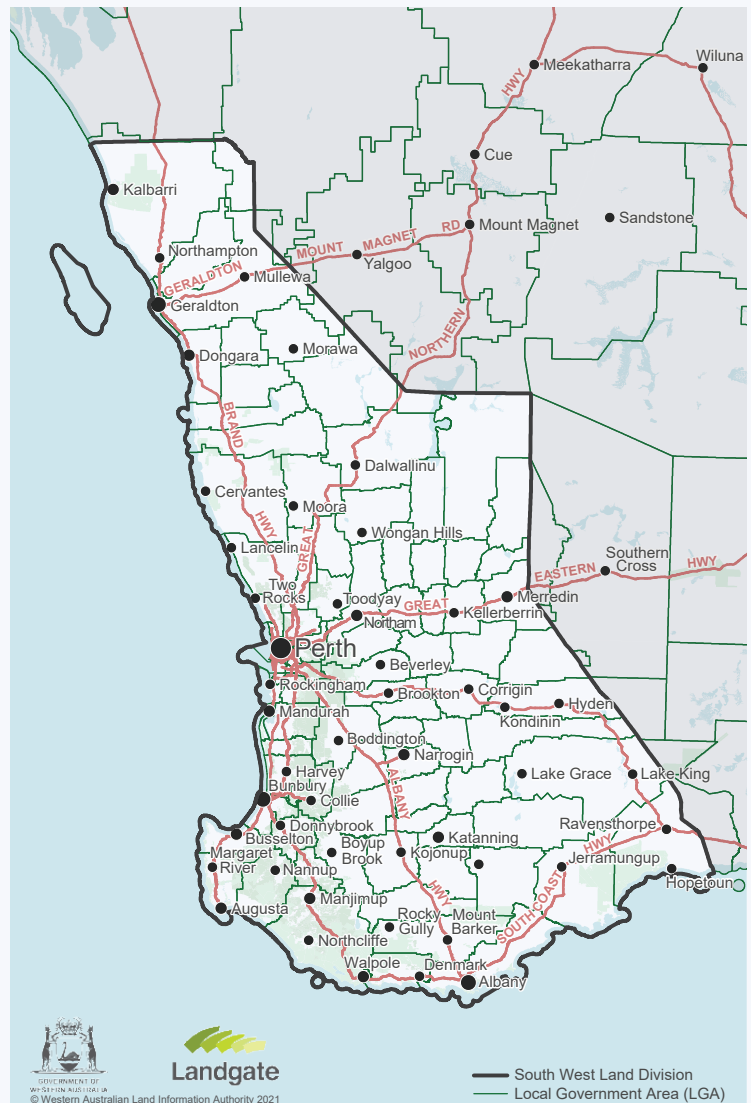 Wiluna
Meekatharra
HWY
Cue
Sandstone
Kalbarri
Mount Magnet
RD
MAGNET
MOUNT
Northampton
Yalgoo
GERALDTON
Mullewa
Geraldton
NORTHERN
Morawa
Dongara
BRAND
Dalwallinu
Cervantes
Moora
HWY
Wongan Hills
GREAT
Lancelin
Southern
Cross
HWY
EASTERN
Two
Rocks
Toodyay
GREAT
Merredin
Kellerberrin
Northam
Perth
Beverley
Rockingham
Brookton
Corrigin
Hyden
Mandurah
Kondinin
Boddington
Narrogin
Harvey
Lake Grace
Lake King
ALBANY
Bunbury
Collie
Donnybrook
Ravensthorpe
Busselton
Katanning
HWY
Boyup
Brook
Kojonup
Margaret
River
Jerramungup
Nannup
Hopetoun
HWY
SOUTH COAST
Manjimup
Augusta
Rocky
Gully
Mount
Barker
Northcliffe
Walpole
Denmark
Albany
GOVERNMENT OF
WESTERN AUSTRALIA
Landgate
© Western Australian Land Information Authority 2021
South West Land Division
Local Government Area (LGA)